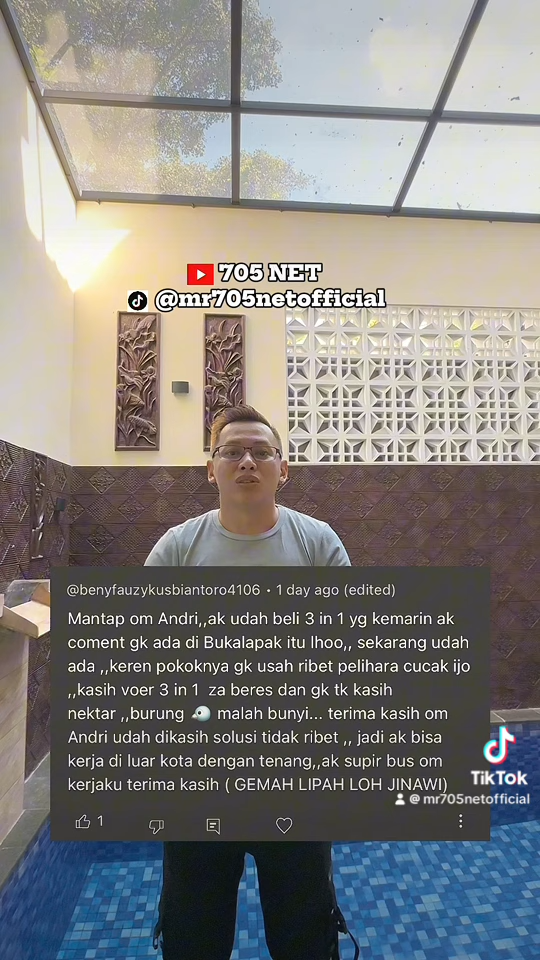 705 NET
@mr705netofficial
@benyfauzykusbiantoro4106 • 1 day ago (edited)
Mantap om Andri,,ak udah beli 3 in 1 yg kemarin ak
coment gk ada di Bukalapak itu lhoo,, sekarang udah
ada ,,keren pokoknya gk usah ribet pelihara cucak ijo
,,kasih voer 3 in 1 za beres dan gk tk kasih
nektar ,,burung 🐦 malah bunyi... terima kasih om
Andri udah dikasih solusi tidak ribet ,, jadi ak bisa
kerja di luar kota dengan tenang,,ak supir bus om
kerjaku terima kasih ( GEMAH LIPAH LOH JINAWI)
1
TikTok
@ mr705netofficial